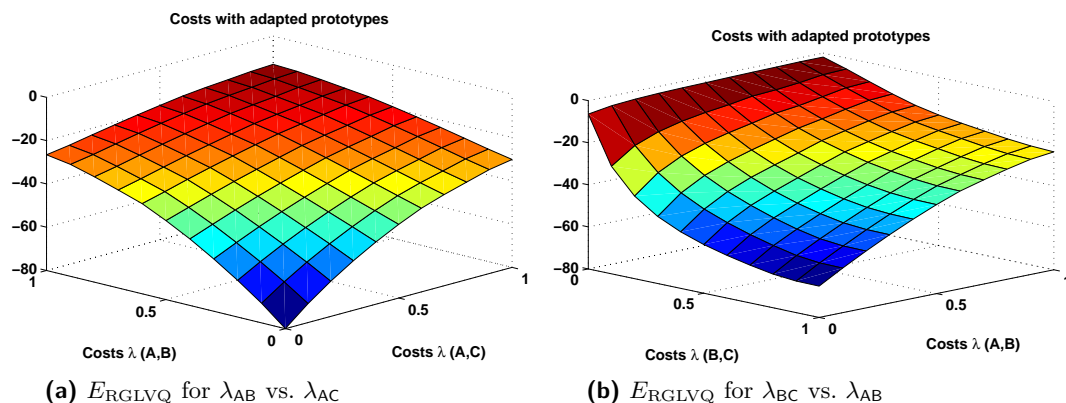 Costs with adapted prototypes
0
−20
−40
−60
−80
1
0.5
0
0
0.5
1
Costs λ (A,B)
Costs λ (A,C)
(a) E_RGLVQ for λ_AB vs. λ_AC
Costs with adapted prototypes
0
−20
−40
−60
−80
0
0.5
1
0
0.5
1
Costs λ (B,C)
Costs λ (A,B)
(b) E_RGLVQ for λ_BC vs. λ_AB